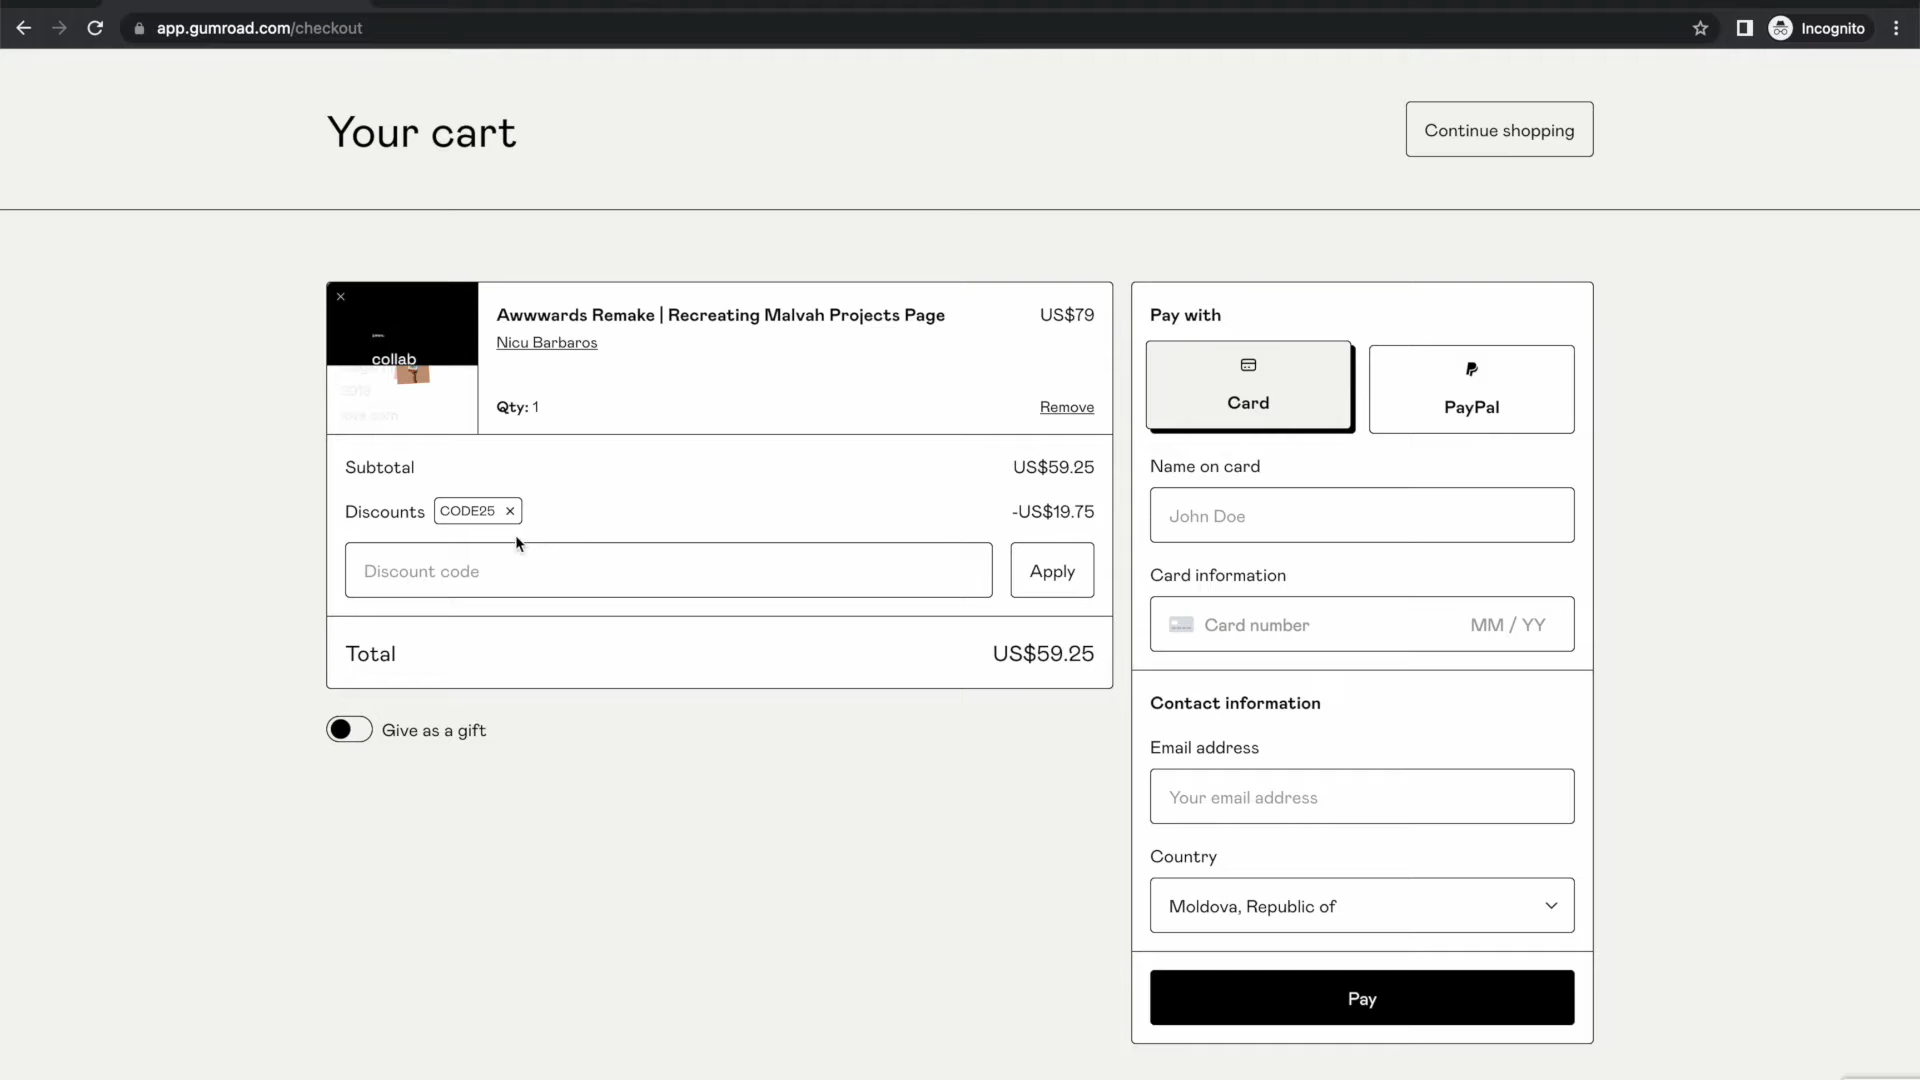 app.gumroad.com/checkout
Incognito
Your cart
Continue shopping
collab
Awwwards Remake | Recreating Malvah Projects Page
US$79
Nicu Barbaros
Qty: 1
Remove
Subtotal
US$59.25
Discounts CODE25
-US$19.75
Discount code
Apply
Total
US$59.25
Give as a gift
Pay with
Card
PayPal
Name on card
John Doe
Card information
Card number
MM / YY
Contact information
Email address
Your email address
Country
Moldova, Republic of
Pay